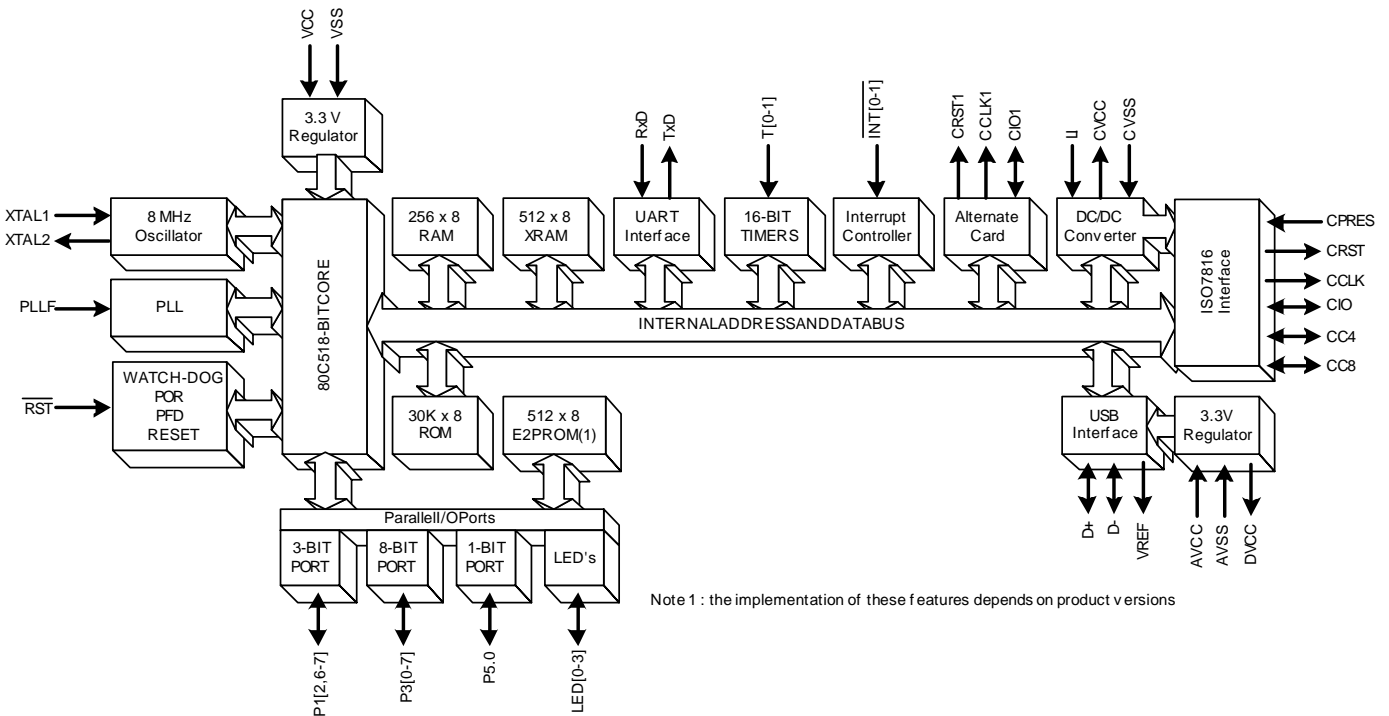 VCC
VSS
3.3 V
Regulator
XTAL1
XTAL2
8 MHz
Oscillator
PLLF
PLL
RST
WATCH-DOG
POR
PFD
RESET
80C518-BITCORE
256 x 8
RAM
512 x 8
XRAM
RxD
TxD
UART
Interface
T[0-1]
16-BIT
TIMERS
INT[0-1]
Interrupt
Controller
CRST1
CCLK1
CIO1
Alternate
Card
LI
CVCC
CVSS
DC/DC
Converter
ISO7816
Interface
CPRES
CRST
CCLK
CIO
CC4
CC8
INTERNALADDRESSANDDATABUS
30K x 8
ROM
512 x 8
E2PROM(1)
USB
Interface
3.3V
Regulator
D+
D-
VREF
AVCC
AVSS
DVCC
ParallelI/OPorts
3-BIT
PORT
8-BIT
PORT
1-BIT
PORT
LED's
P1[2,6-7]
P3[0-7]
P5.0
LED[0-3]
Note 1 : the implementation of these features depends on product versions